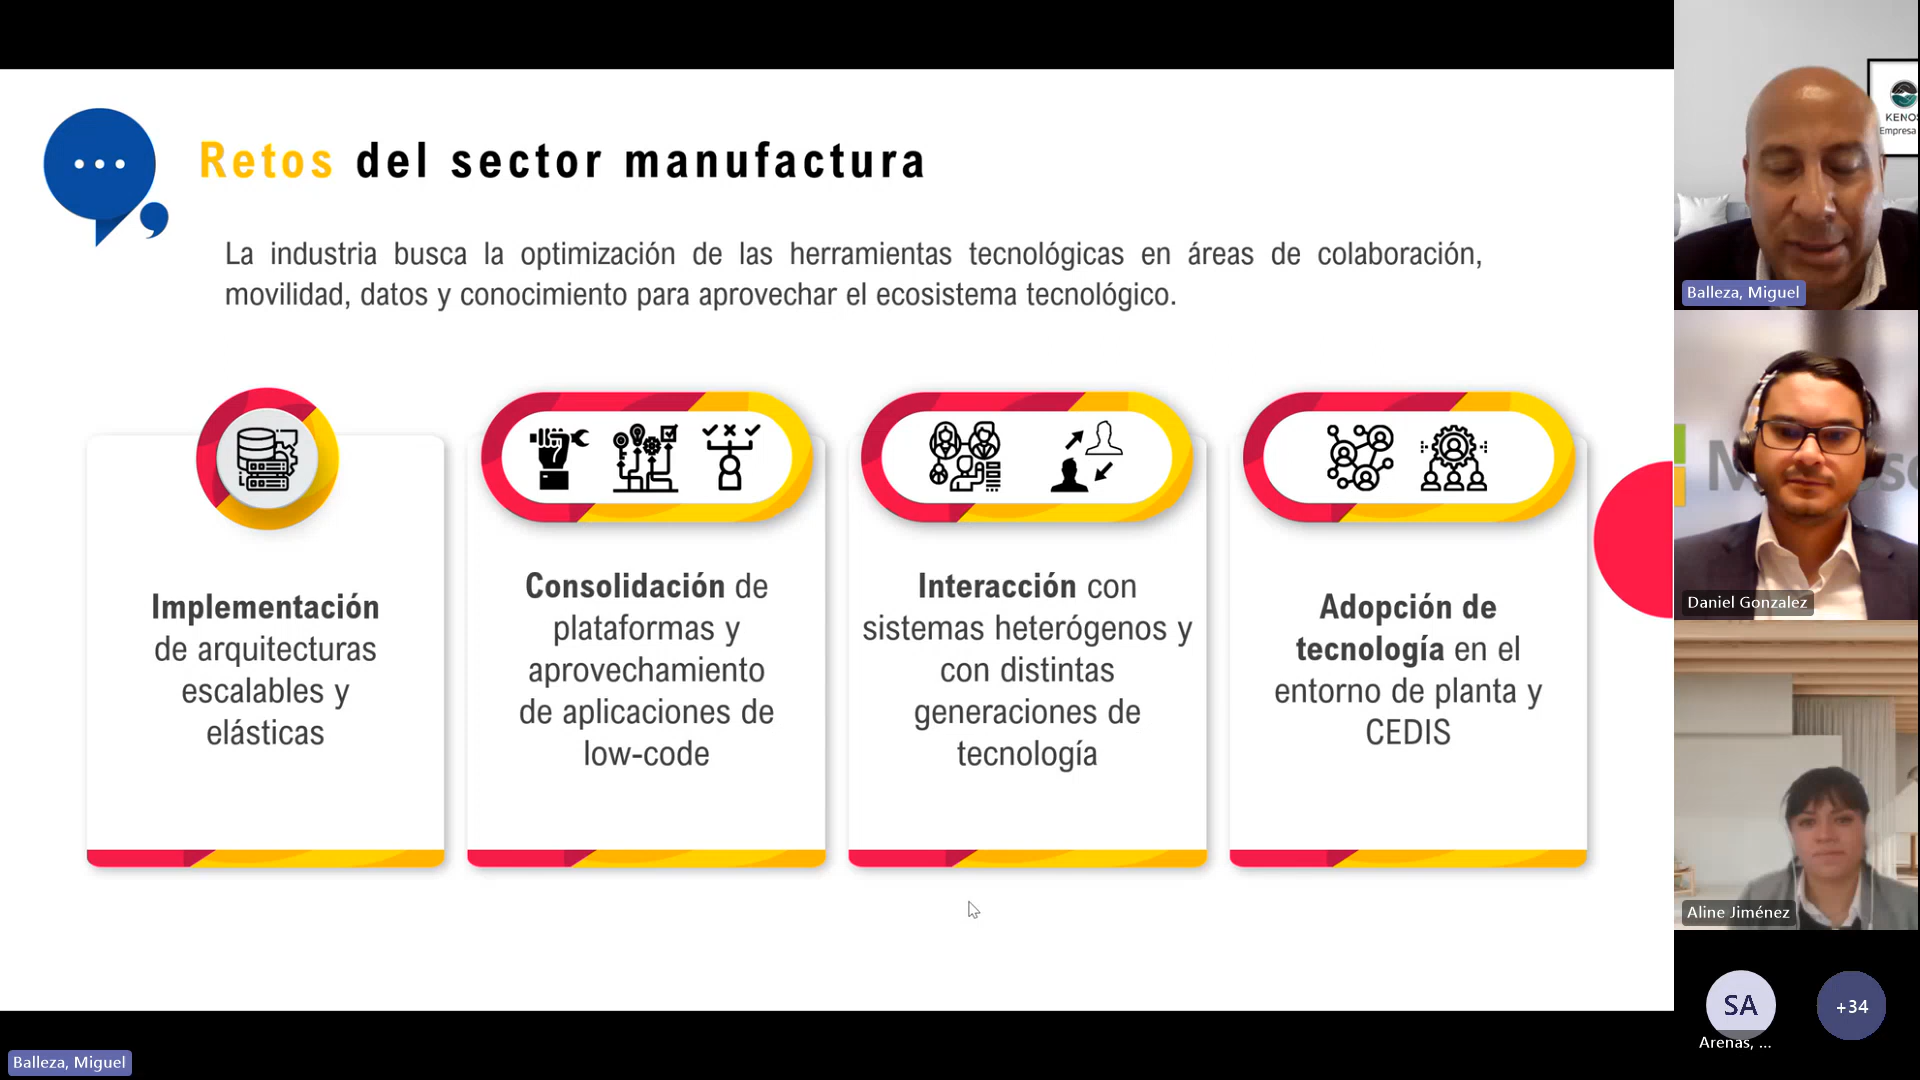 Retos del sector manufactura
La industria busca la optimización de las herramientas tecnológicas en áreas de colaboración,
movilidad, datos y conocimiento para aprovechar el ecosistema tecnológico.
Implementación
de arquitecturas
escalables y
elásticas
Consolidación de
plataformas y
aprovechamiento
de aplicaciones de
low-code
Interacción con
sistemas heterógenos y
con distintas
generaciones de
tecnología
Adopción de
tecnología en el
entorno de planta y
CEDIS
Empresa
Balleza, Miguel
Daniel Gonzalez
Aline Jiménez
SA
+34
Arenas, ...
Balleza, Miguel